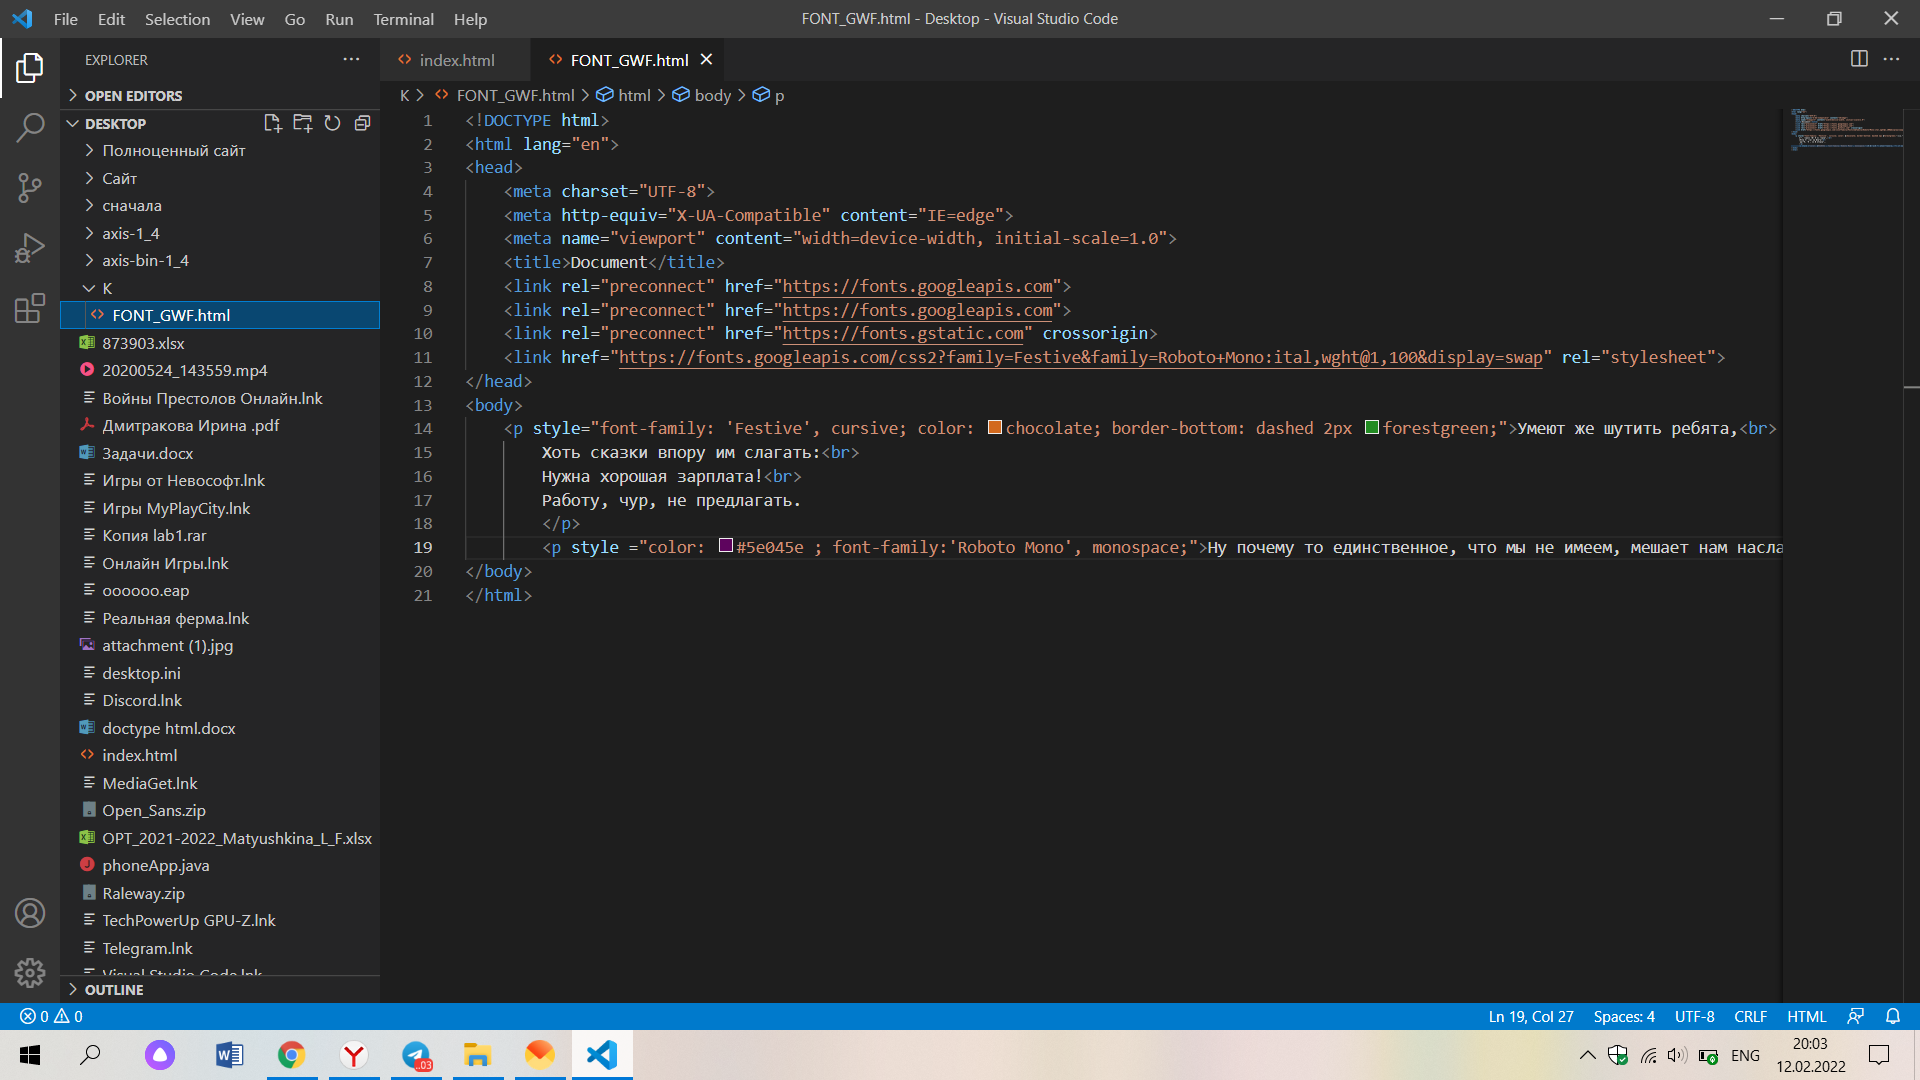 File Edit Selection View Go Run Terminal Help
FONT_GWF.html - Desktop - Visual Studio Code
EXPLORER
OPEN EDITORS
DESKTOP
Полноценный сайт
Сайт
сначала
axis-1_4
axis-bin-1_4
K
FONT_GWF.html
873903.xlsx
20200524_143559.mp4
Войны Престолов Онлайн.lnk
Дмитракова Ирина .pdf
Задачи.docx
Игры от Невософт.lnk
Игры MyPlayCity.lnk
Копия lab1.rar
Онлайн Игры.lnk
oooooo.eap
Реальная ферма.lnk
attachment (1).jpg
desktop.ini
Discord.lnk
doctype html.docx
index.html
MediaGet.lnk
Open_Sans.zip
OPT_2021-2022_Matyushkina_L_F.xlsx
phoneApp.java
Raleway.zip
TechPowerUp GPU-Z.lnk
Telegram.lnk
Visual Studio Code.lnk
OUTLINE
index.html
FONT_GWF.html
K > FONT_GWF.html > html > body > p
1 <!DOCTYPE html>
2 <html lang="en">
3 <head>
4 <meta charset="UTF-8">
5 <meta http-equiv="X-UA-Compatible" content="IE=edge">
6 <meta name="viewport" content="width=device-width, initial-scale=1.0">
7 <title>Document</title>
8 <link rel="preconnect" href="https://fonts.googleapis.com">
9 <link rel="preconnect" href="https://fonts.googleapis.com">
10 <link rel="preconnect" href="https://fonts.gstatic.com" crossorigin>
11 <link href="https://fonts.googleapis.com/css2?family=Festive&family=Roboto+Mono:ital,wght@1,100&display=swap" rel="stylesheet">
12 </head>
13 <body>
14 <p style="font-family: 'Festive', cursive; color: chocolate; border-bottom: dashed 2px forestgreen;">Умеют же шутить ребята,<br>
15 Хоть сказки впору им слагать:<br>
16 Нужна хорошая зарплата!<br>
17 Работу, чур, не предлагать.
18 </p>
19 <p style ="color: #5e045e ; font-family:'Roboto Mono', monospace;">Ну почему то единственное, что мы не имеем, мешает нам насла
20 </body>
21 </html>
0 0
Ln 19, Col 27 Spaces: 4 UTF-8 CRLF HTML
..03
ENG
20:03
12.02.2022